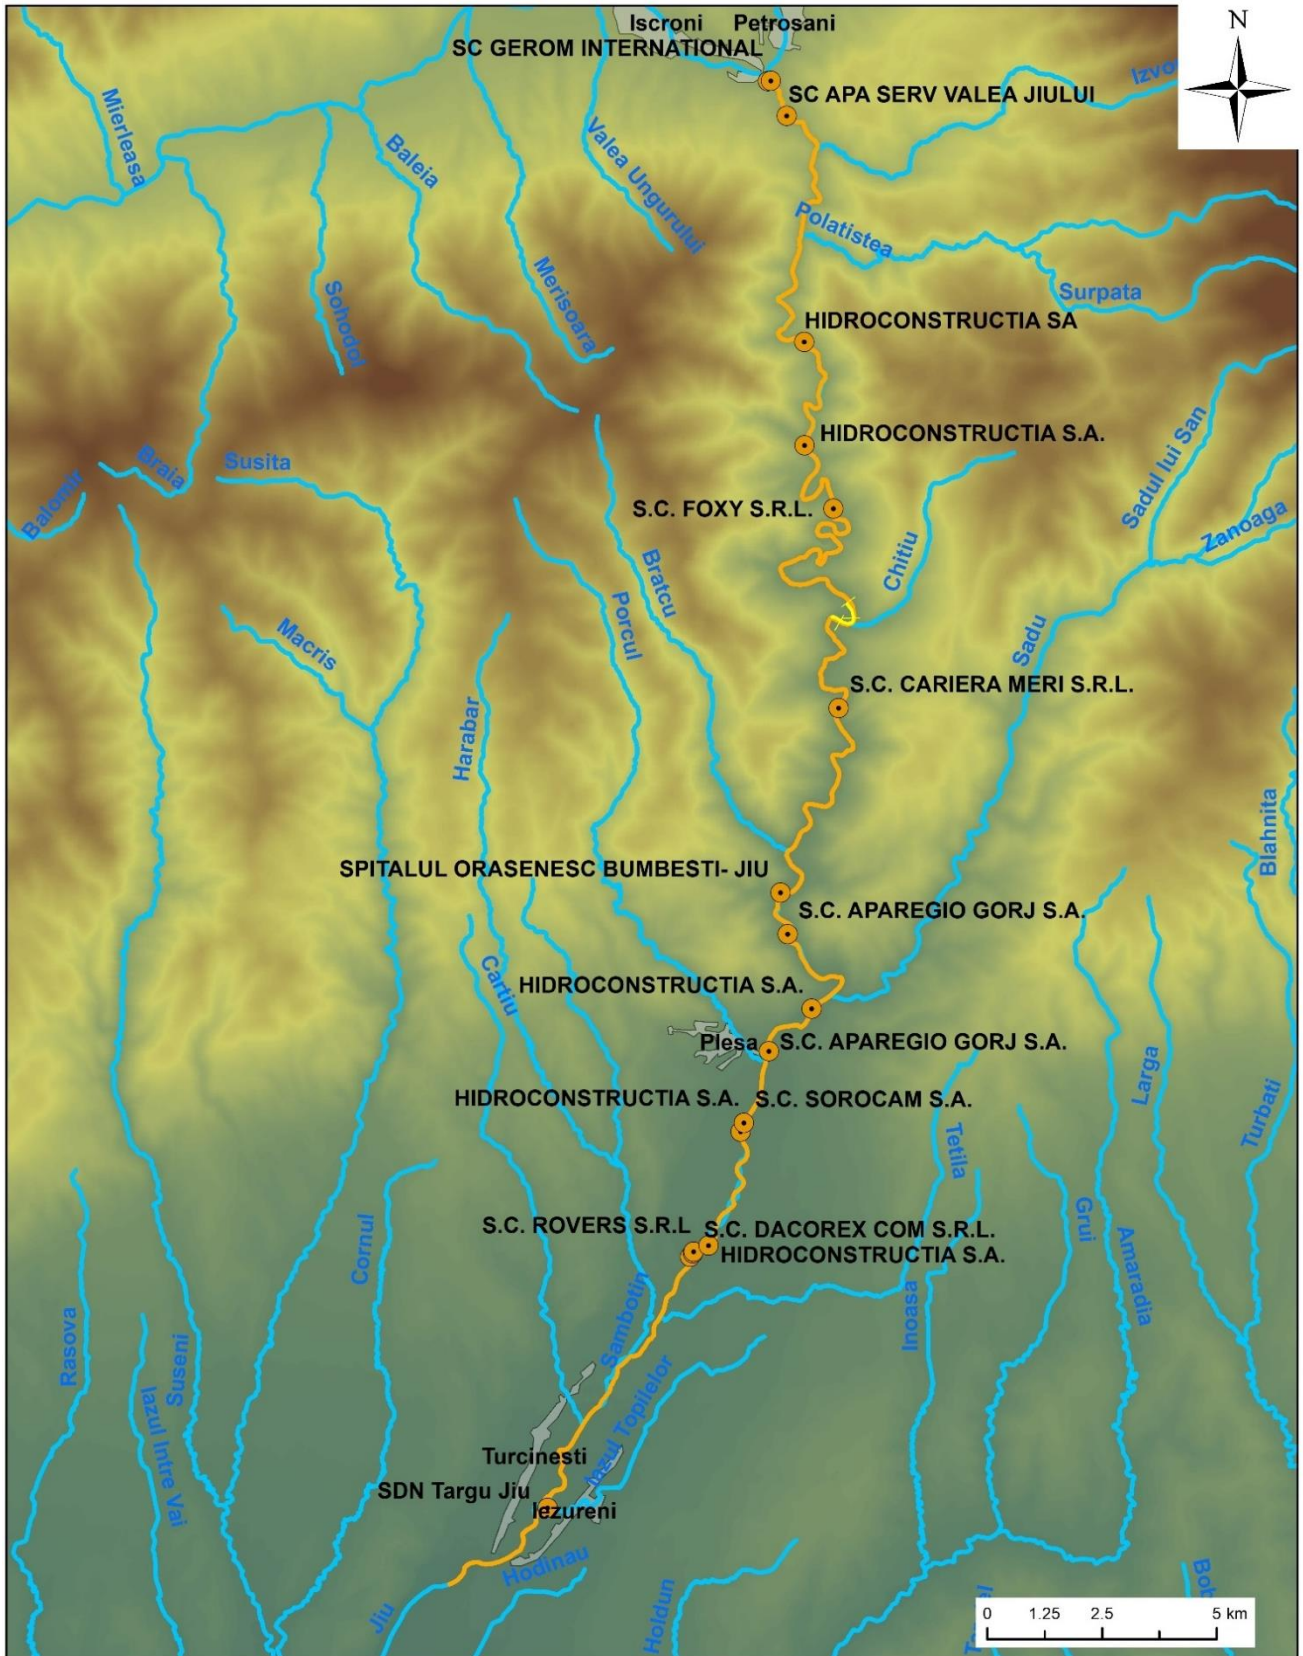 Iscroni Petrosani
N
SC GEROM INTERNATIONAL
SC APA SERV VALEA JIULUI
Mierleasa
Baleia
Valea Ungurului
Polatistea
Surpata
Sohodol
Merisoara
HIDROCONSTRUCTIA SA
HIDROCONSTRUCTIA S.A.
Sadul lui San
Zanoaga
Balomir
Braia
Susita
S.C. FOXY S.R.L.
Chitiu
Bratcu
Porcul
Macris
Sadu
Harabar
S.C. CARIERA MERI S.R.L.
Blahnita
SPITALUL ORASENESC BUMBESTI- JIU
S.C. APAREGIO GORJ S.A.
Cartiu
HIDROCONSTRUCTIA S.A.
Plesa
S.C. APAREGIO GORJ S.A.
Larga
HIDROCONSTRUCTIA S.A.
S.C. SOROCAM S.A.
Tetila
Turbati
Cornul
Grui
Amaradia
S.C. ROVERS S.R.L
S.C. DACOREX COM S.R.L.
HIDROCONSTRUCTIA S.A.
Sambotin
Inoasa
Rasova
Suseni
Iazul Intre Vai
Iazul Topilelor
Turcinesti
SDN Targu Jiu
Iezureni
Hodinau
Jiu
Holdun
0 1.25 2.5 5 km